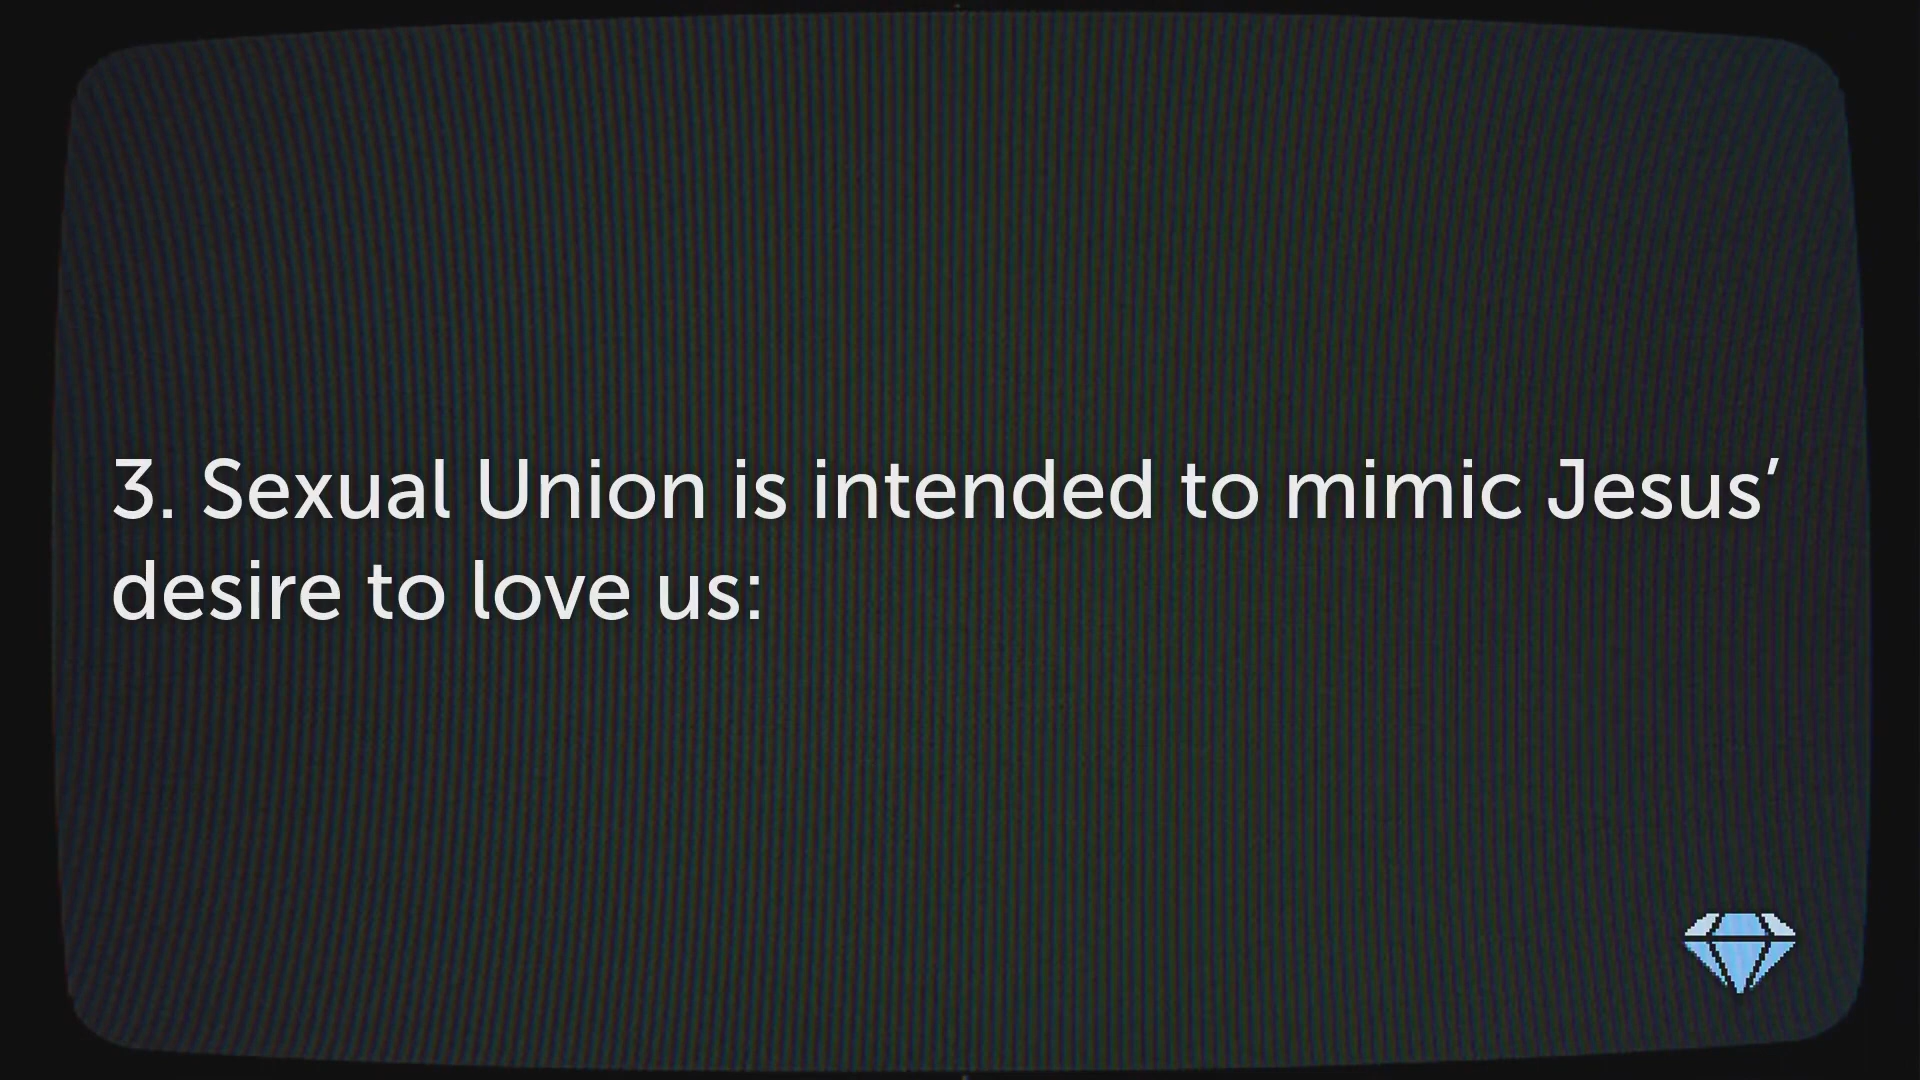 3. Sexual Union is intended to mimic Jesus’
desire to love us: